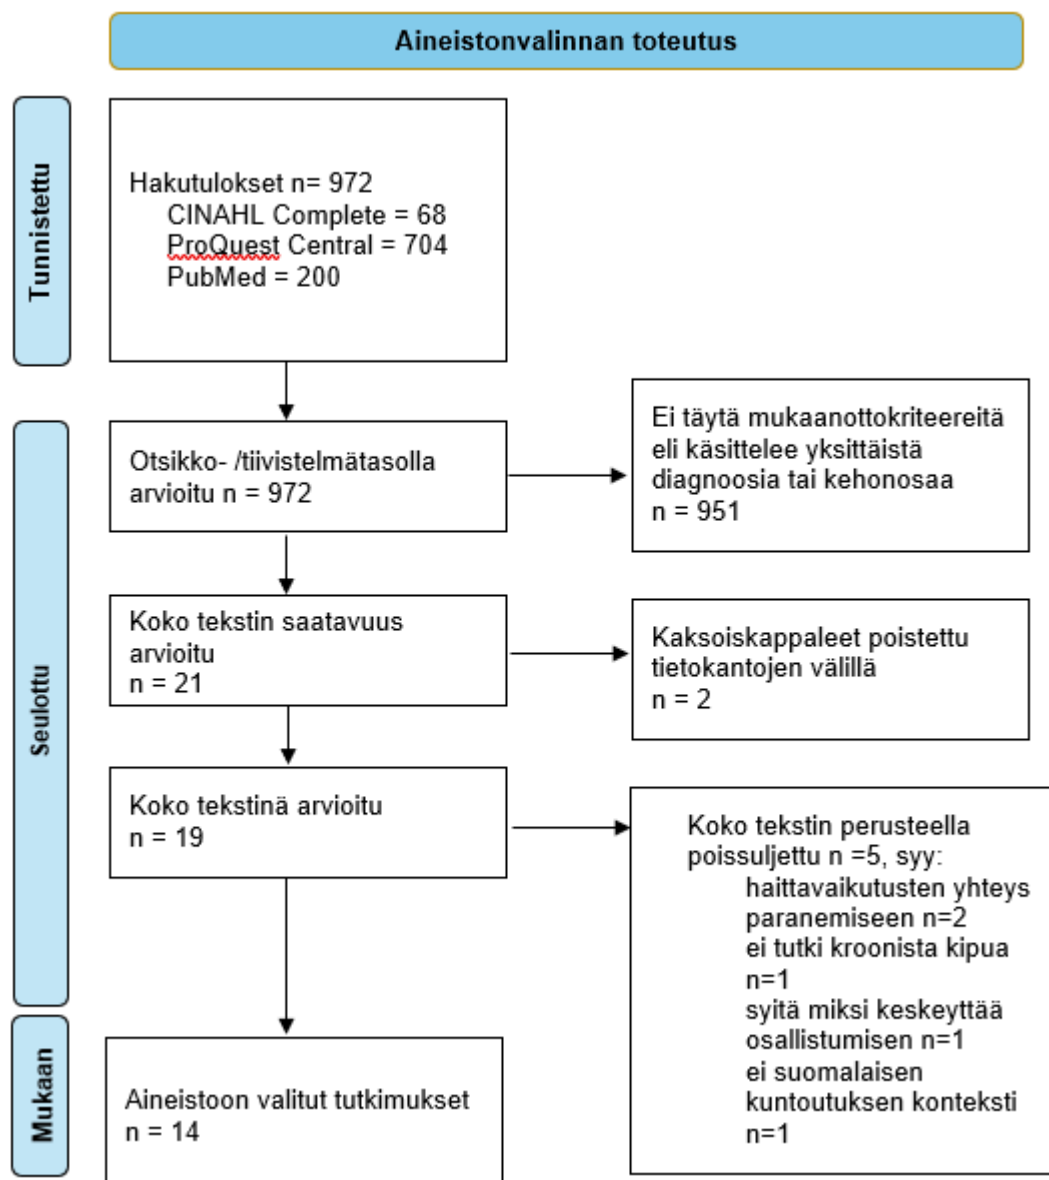 Aineistonvalinnan toteutus
Tunnistettu
Hakutulokset n= 972
CINAHL Complete = 68
ProQuest Central = 704
PubMed = 200
Seulottu
Otsikko- /tiivistelmätasolla
arvioitu n = 972
Ei täytä mukaanottokriteereitä
eli käsittelee yksittäistä
diagnoosia tai kehonosaa
n = 951
Koko tekstin saatavuus
arvioitu
n = 21
Kaksoiskappaleet poistettu
tietokantojen välillä
n = 2
Koko tekstinä arvioitu
n = 19
Koko tekstin perusteella
poissuljettu n =5, syy:
haittavaikutusten yhteys
paranemiseen n=2
ei tutki kroonista kipua
n=1
syitä miksi keskeyttää
osallistumisen n=1
ei suomalaisen
kuntoutuksen konteksti
n=1
Mukaan
Aineistoon valitut tutkimukset
n = 14